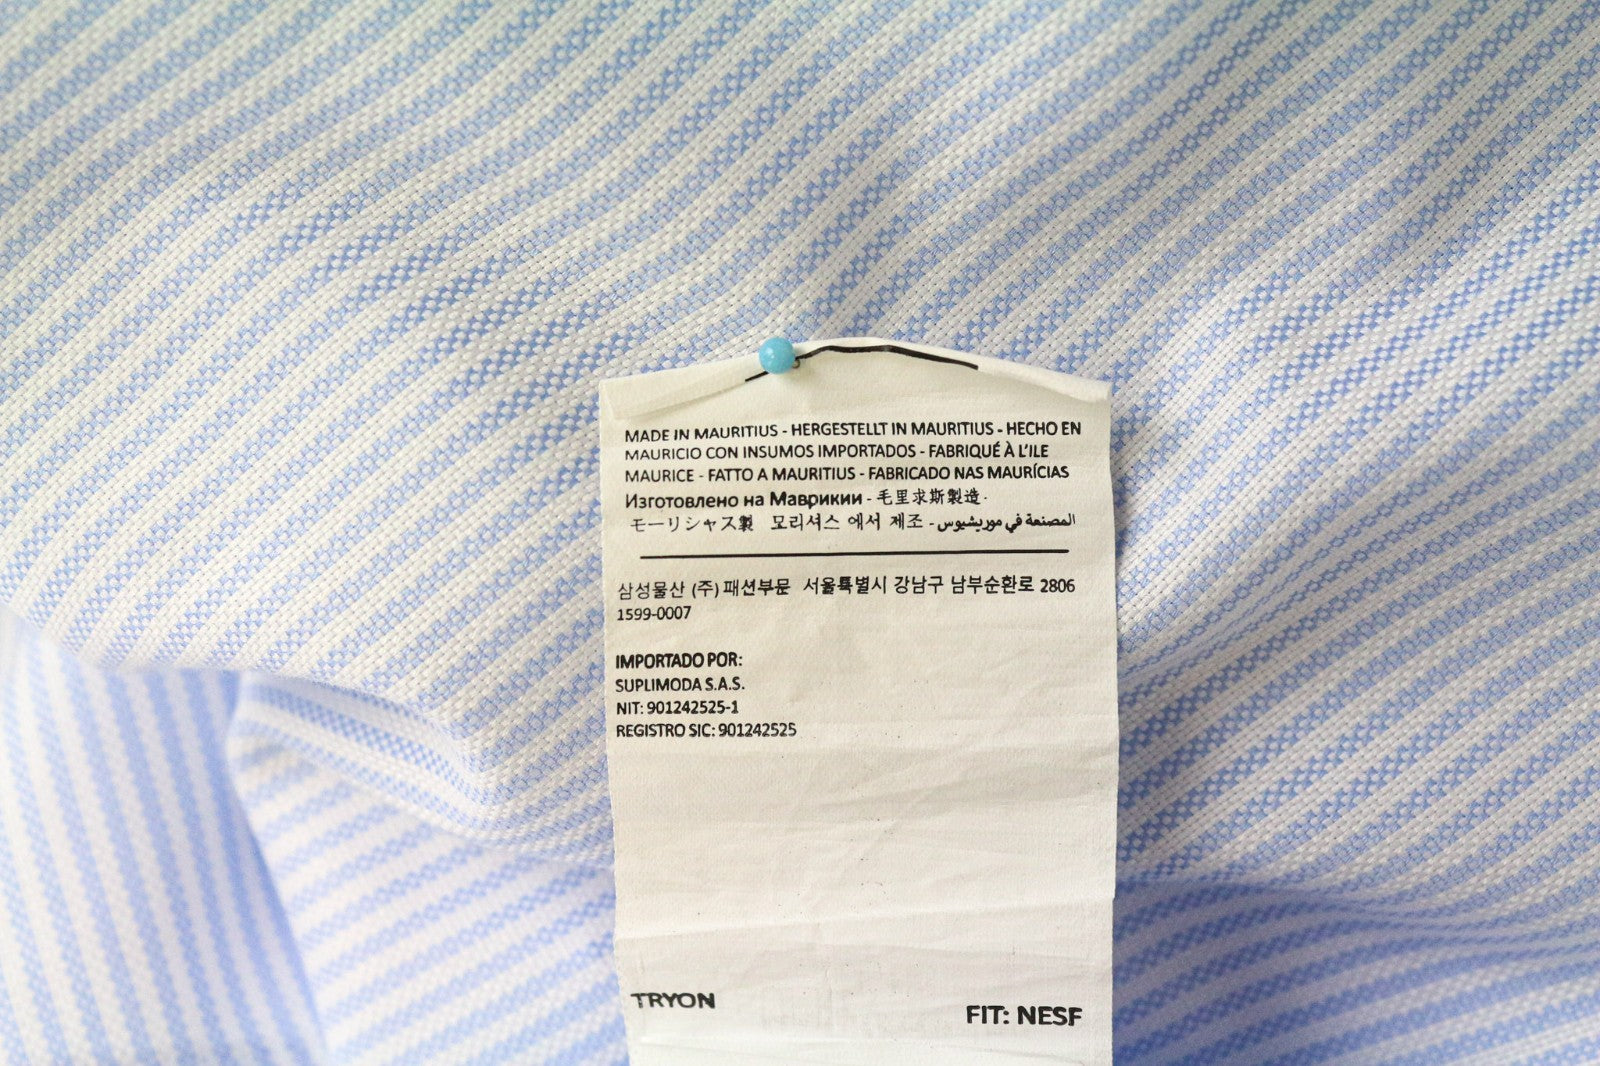 MADE IN MAURITIUS - HERGESTELLT IN MAURITIUS - HECHO EN
MAURICIO CON INSUMOS IMPORTADOS - FABRIQUÉ À L'ILE
MAURICE - FATTO A MAURITIUS - FABRICADO NAS MAURÍCIAS
Изготовлено на Маврикии - 毛里求斯製造 -
モーリシャス製 모리셔스 에서 제조 - المصنعة في موريشيوس
삼성물산 (주) 패션부문 서울특별시 강남구 남부순환로 2806
1599-0007
IMPORTADO POR:
SUPLIMODA S.A.S.
NIT: 901242525-1
REGISTRO SIC: 901242525
TRYON
FIT: NESF